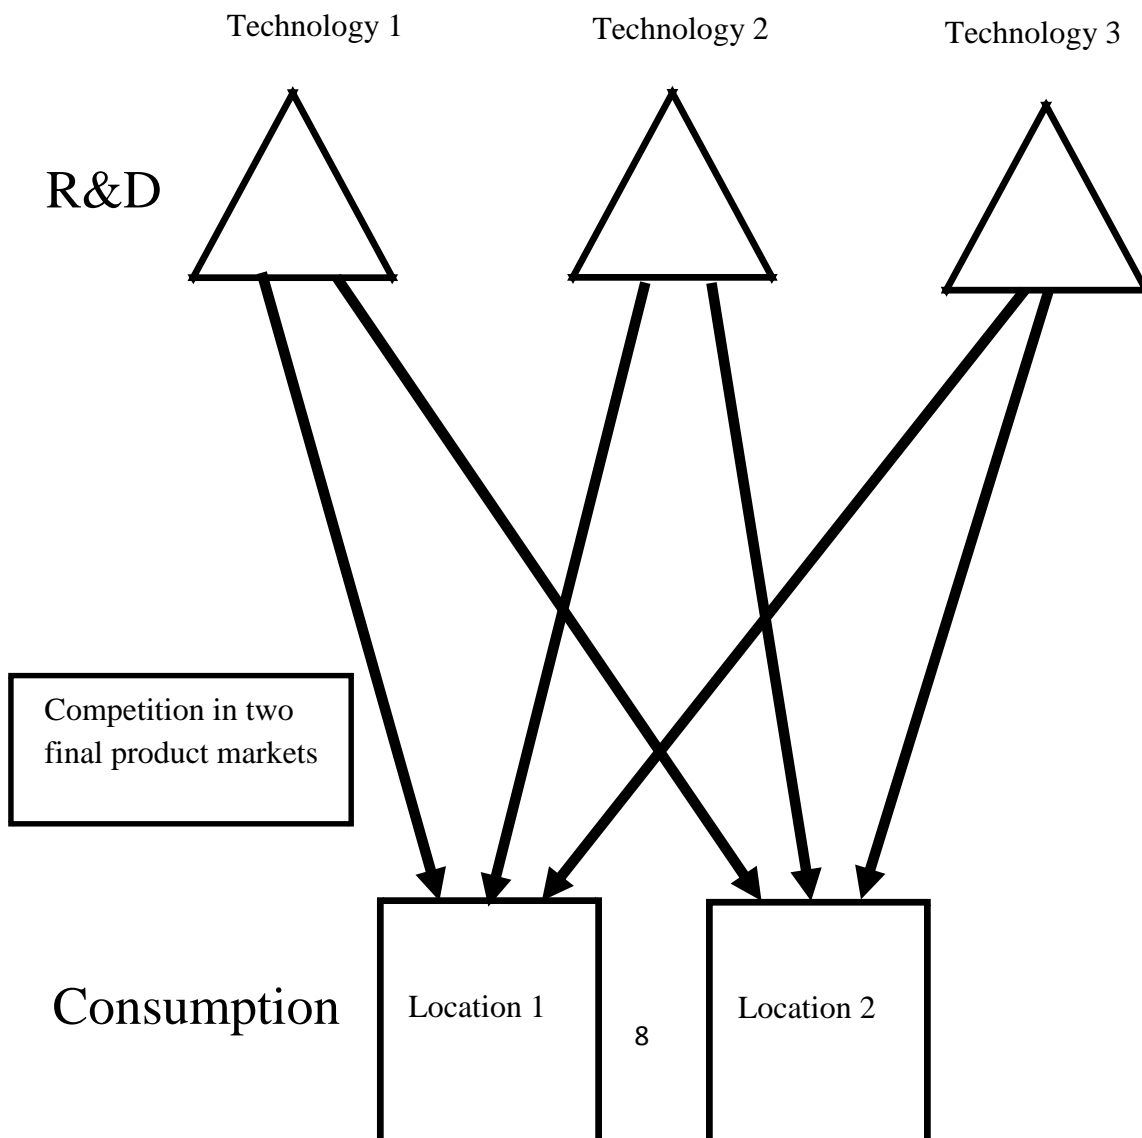 Technology 1
Technology 2
Technology 3
R&D
Competition in two
final product markets
Consumption
Location 1
Location 2
8